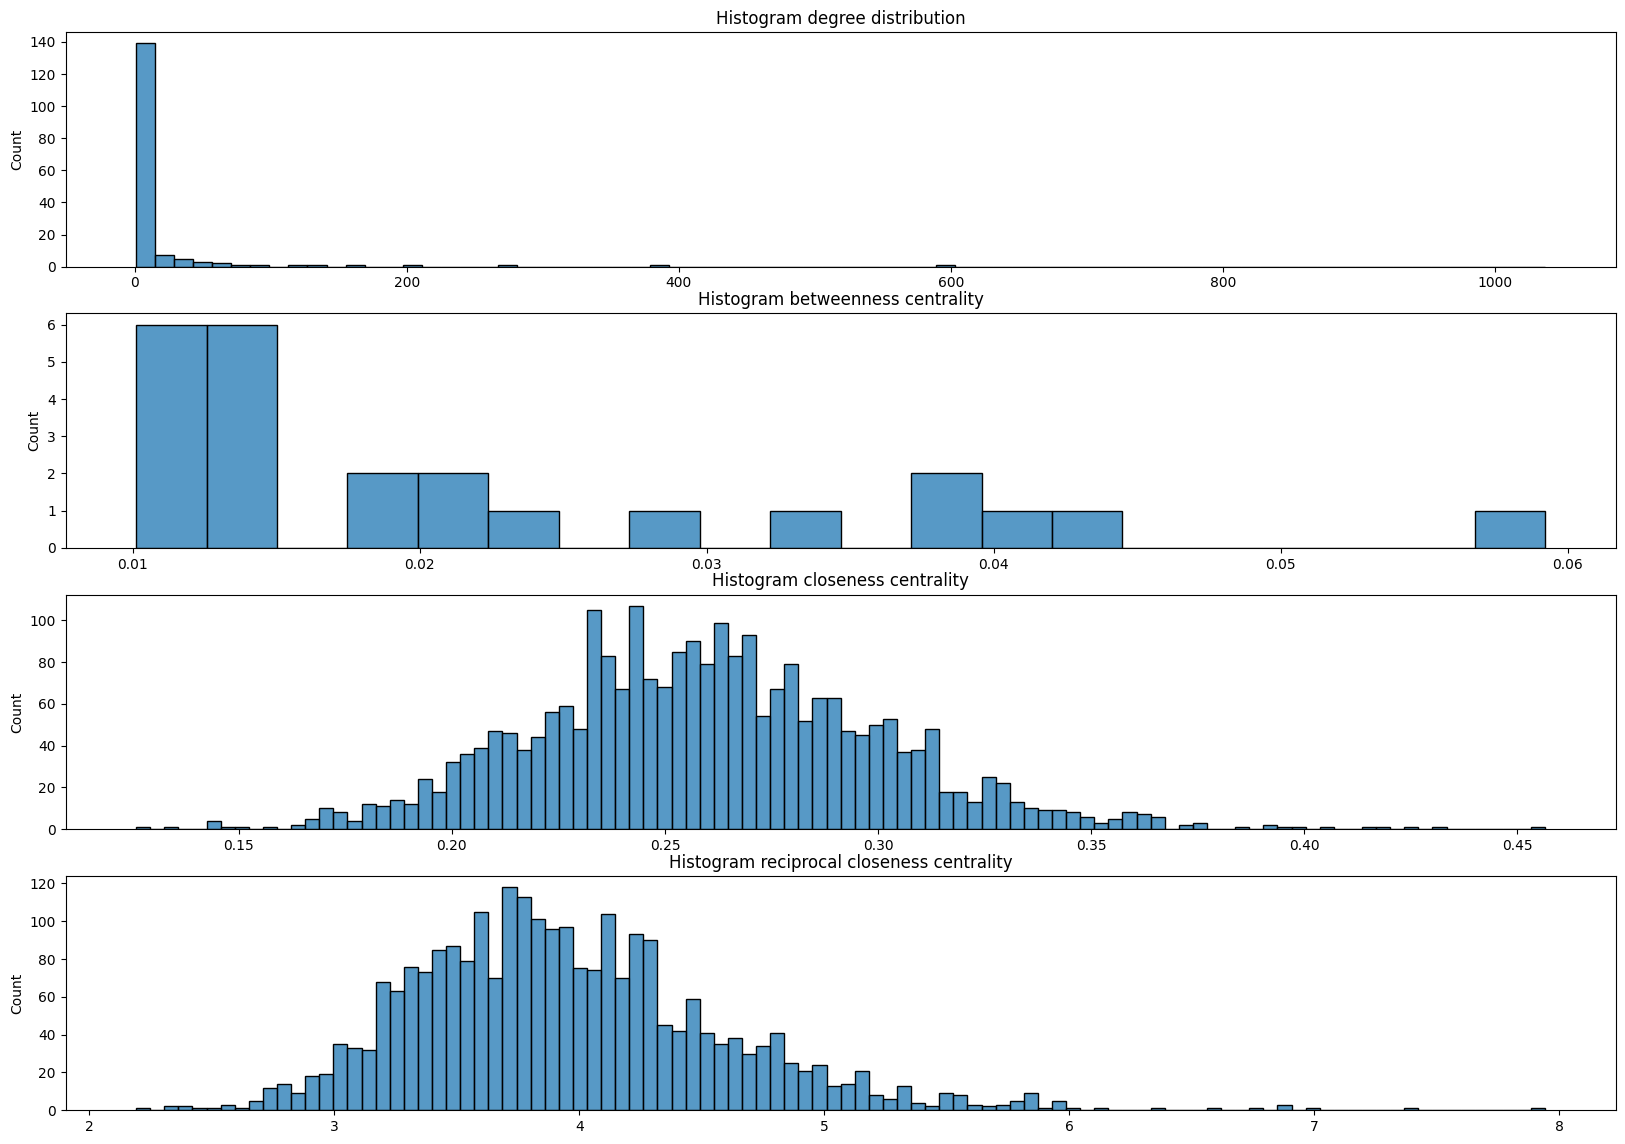 Histogram degree distribution
Count
140
120
100
80
60
40
20
0
0 200 400 600 800 1000
Histogram betweenness centrality
Count
6
5
4
3
2
1
0
0.01 0.02 0.03 0.04 0.05 0.06
Histogram closeness centrality
Count
100
80
60
40
20
0
0.15 0.20 0.25 0.30 0.35 0.40 0.45
Histogram reciprocal closeness centrality
Count
120
100
80
60
40
20
0
2 3 4 5 6 7 8